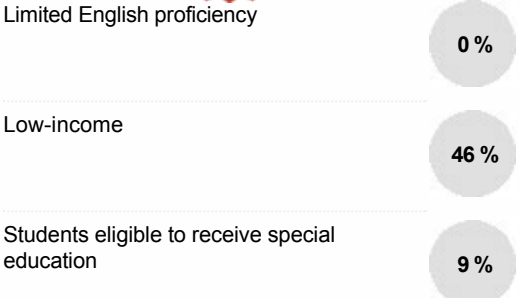 Limited English proficiency
0 %
Low-income
46 %
Students eligible to receive special
education
9 %